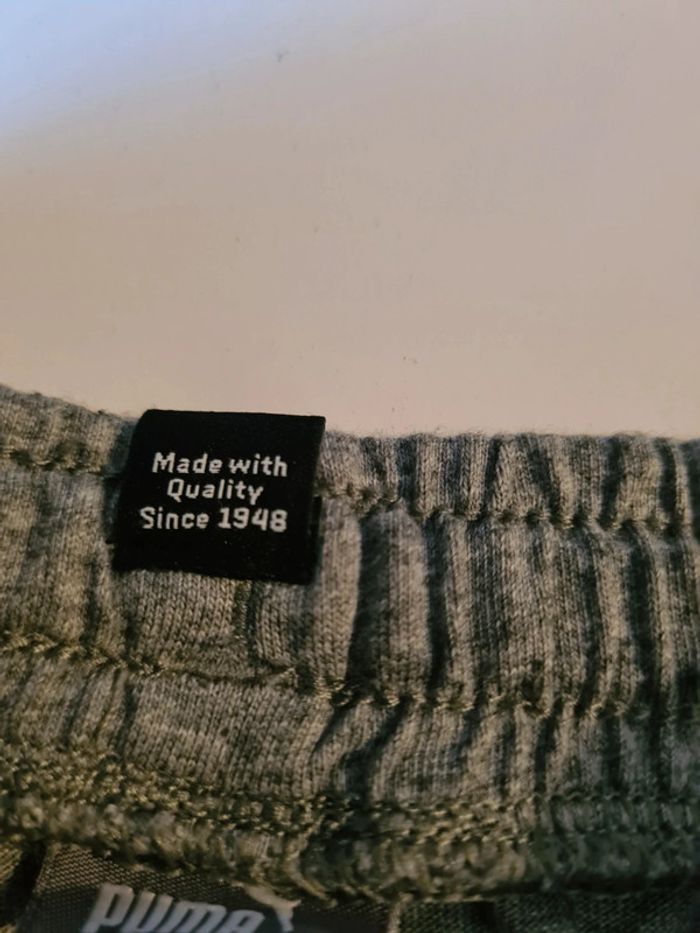 Made with
Quality
Since 1948
PUMA